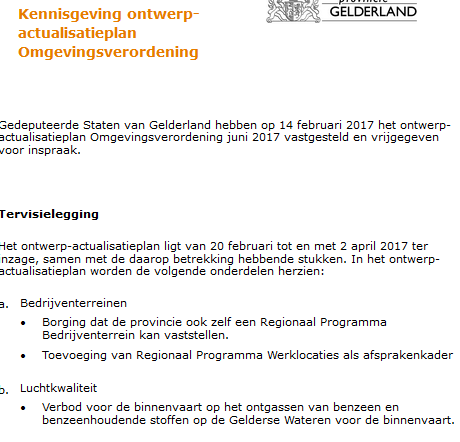 provincie
Kennisgeving ontwerp-
GELDERLAND
actualisatieplan
Omgevingsverordening
Gedeputeerde Staten van Gelderland hebben op 14 februari 2017 het ontwerp-
actualisatieplan Omgevingsverordening juni 2017 vastgesteld en vrijgegeven
voor inspraak.
Tervisielegging
Het ontwerp-actualisatieplan ligt van 20 februari tot en met 2 april 2017 ter
inzage, samen met de daarop betrekking hebbende stukken. In het ontwerp-
actualisatieplan worden de volgende onderdelen herzien:
a. Bedrijventerreinen
• Borging dat de provincie ook zelf een Regionaal Programma
Bedrijventerrein kan vaststellen.
• Toevoeging van Regionaal Programma Werklocaties als afsprakenkader
b. Luchtkwaliteit
• Verbod voor de binnenvaart op het ontgassen van benzeen en
benzeenhoudende stoffen op de Gelderse Wateren voor de binnenvaart.